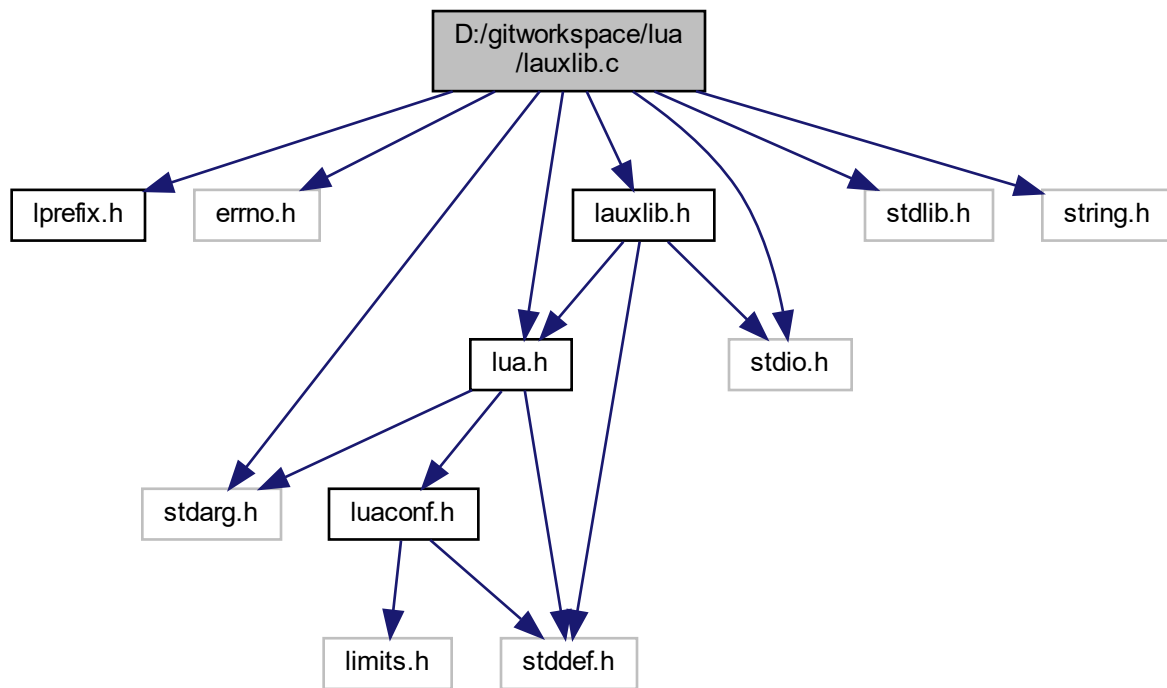 D:/gitworkspace/lua
/lauxlib.c
lprefix.h
errno.h
lauxlib.h
stdlib.h
string.h
lua.h
stdio.h
stdarg.h
luaconf.h
limits.h
stddef.h